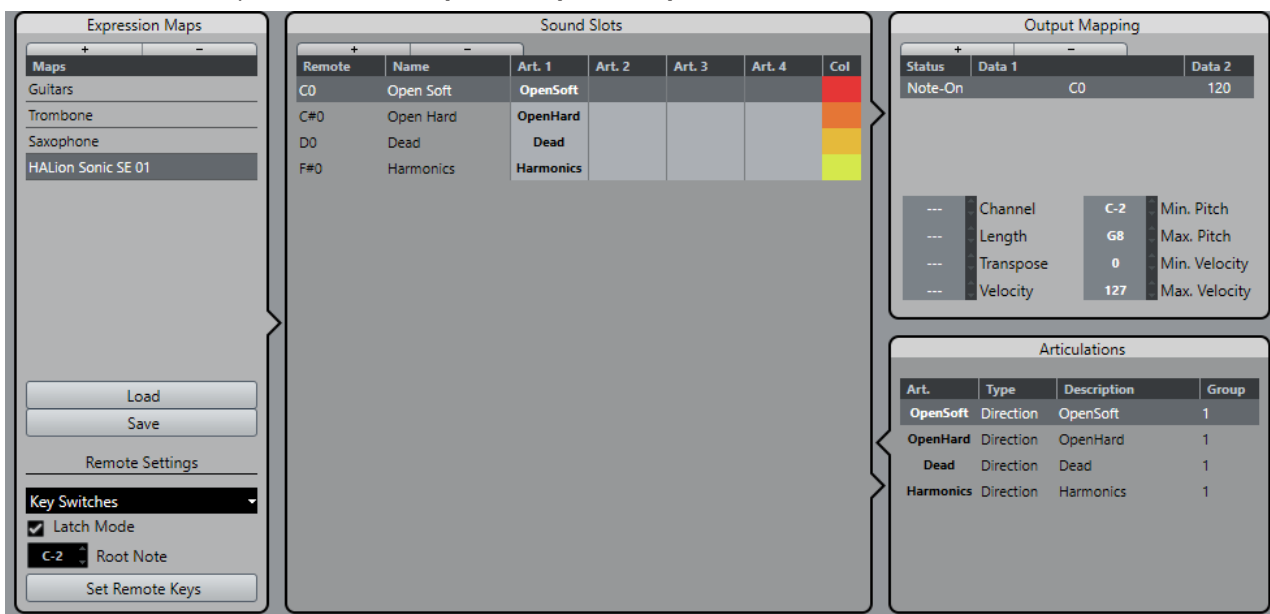 Expression Maps
+ -
Maps
Guitars
Trombone
Saxophone
HALion Sonic SE 01
Load
Save
Remote Settings
Key Switches
Latch Mode
C-2 Root Note
Set Remote Keys
Sound Slots
+ -
Remote Name Art. 1 Art. 2 Art. 3 Art. 4 Col
C0 Open Soft OpenSoft
C#0 Open Hard OpenHard
D0 Dead Dead
F#0 Harmonics Harmonics
Output Mapping
+ -
Status Data 1 Data 2
Note-On C0 120
--- Channel C-2 Min. Pitch
--- Length G8 Max. Pitch
--- Transpose 0 Min. Velocity
--- Velocity 127 Max. Velocity
Articulations
Art. Type Description Group
OpenSoft Direction OpenSoft 1
OpenHard Direction OpenHard 1
Dead Direction Dead 1
Harmonics Direction Harmonics 1